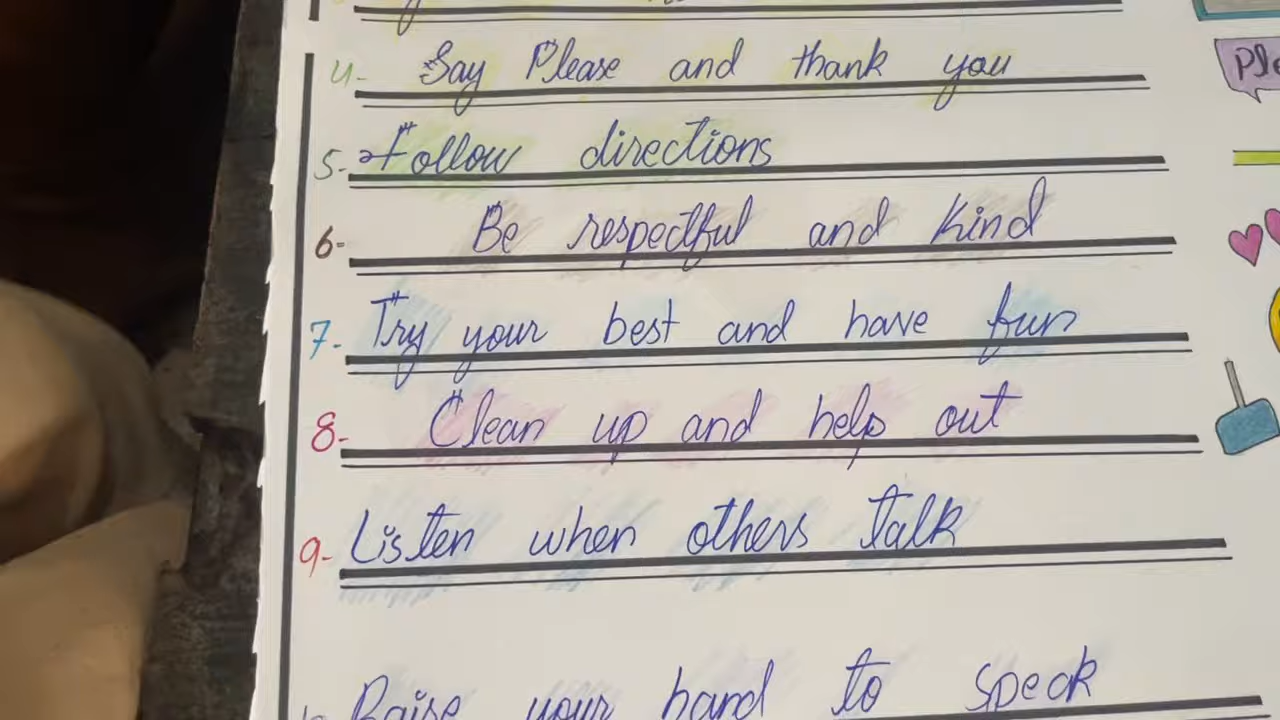 4- Say Please and thank you
5- Follow directions
6- Be respectful and kind
7- Try your best and have fun
8- Clean up and help out
9- Listen when others talk
Raise your hand to speak